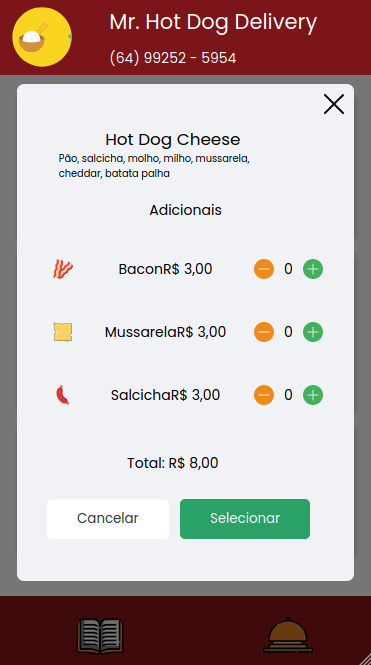 Mr. Hot Dog Delivery
(64) 99252 - 5954
Hot Dog Cheese
Pão, salcicha, molho, milho, mussarela,
cheddar, batata palha
Adicionais
BaconR$ 3,00 0
MussarelaR$ 3,00 0
SalcichaR$ 3,00 0
Total: R$ 8,00
Cancelar Selecionar